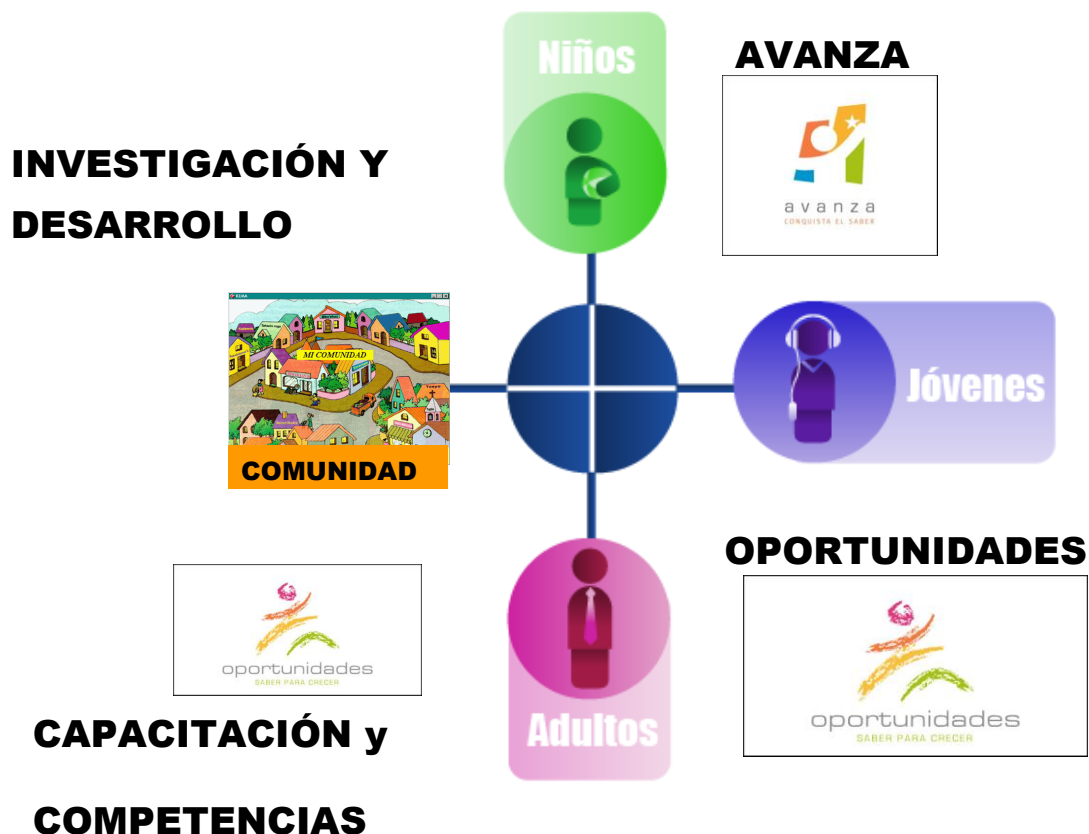 Niños
AVANZA
avanza
CONQUISTA EL SABER
INVESTIGACIÓN Y
DESARROLLO
MI COMUNIDAD
COMUNIDAD
Jóvenes
OPORTUNIDADES
oportunidades
SABER PARA CRECER
oportunidades
SABER PARA CRECER
Adultos
CAPACITACIÓN y
COMPETENCIAS